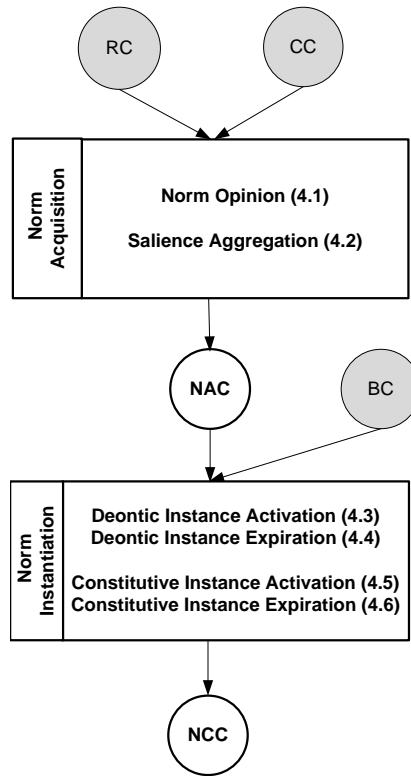 RC
CC
Norm
Acquisition
Norm Opinion (4.1)
Salience Aggregation (4.2)
NAC
BC
Norm
Instantiation
Deontic Instance Activation (4.3)
Deontic Instance Expiration (4.4)
Constitutive Instance Activation (4.5)
Constitutive Instance Expiration (4.6)
NCC